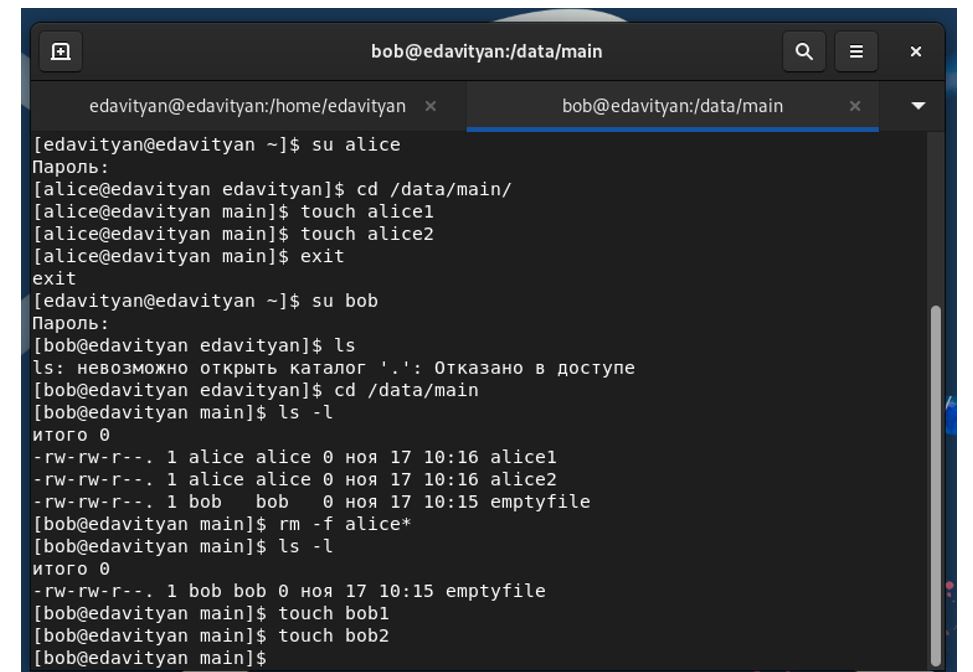 bob@edavityan:/data/main
edavityan@edavityan:/home/edavityan
bob@edavityan:/data/main
[edavityan@edavityan ~]$ su alice
Пароль:
[alice@edavityan edavityan]$ cd /data/main/
[alice@edavityan main]$ touch alice1
[alice@edavityan main]$ touch alice2
[alice@edavityan main]$ exit
exit
[edavityan@edavityan ~]$ su bob
Пароль:
[bob@edavityan edavityan]$ ls
ls: невозможно открыть каталог '.': Отказано в доступе
[bob@edavityan edavityan]$ cd /data/main
[bob@edavityan main]$ ls -l
итого 0
-rw-rw-r--. 1 alice alice 0 ноя 17 10:16 alice1
-rw-rw-r--. 1 alice alice 0 ноя 17 10:16 alice2
-rw-rw-r--. 1 bob   bob   0 ноя 17 10:15 emptyfile
[bob@edavityan main]$ rm -f alice*
[bob@edavityan main]$ ls -l
итого 0
-rw-rw-r--. 1 bob bob 0 ноя 17 10:15 emptyfile
[bob@edavityan main]$ touch bob1
[bob@edavityan main]$ touch bob2
[bob@edavityan main]$